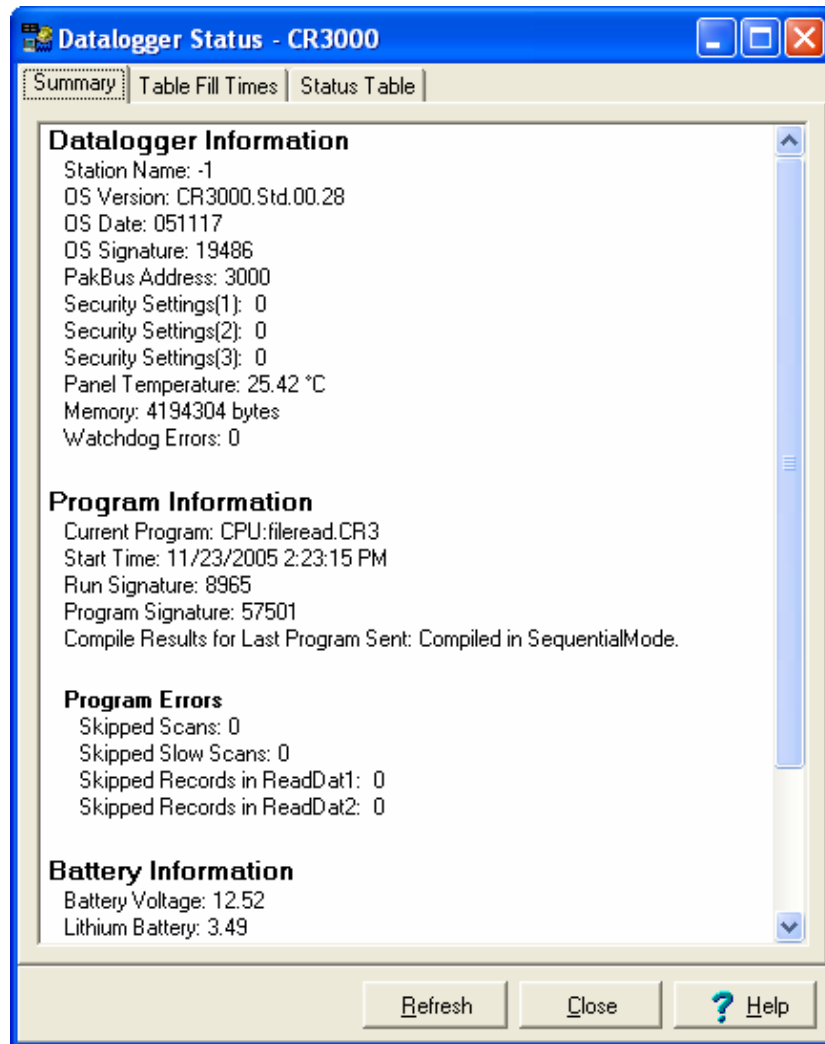 Datalogger Status - CR3000
Summary Table Fill Times Status Table
Datalogger Information
Station Name: -1
OS Version: CR3000.Std.00.28
OS Date: 051117
OS Signature: 19486
PakBus Address: 3000
Security Settings(1): 0
Security Settings(2): 0
Security Settings(3): 0
Panel Temperature: 25.42 °C
Memory: 4194304 bytes
Watchdog Errors: 0
Program Information
Current Program: CPU:fileread.CR3
Start Time: 11/23/2005 2:23:15 PM
Run Signature: 8965
Program Signature: 57501
Compile Results for Last Program Sent: Compiled in SequentialMode.
Program Errors
Skipped Scans: 0
Skipped Slow Scans: 0
Skipped Records in ReadDat1: 0
Skipped Records in ReadDat2: 0
Battery Information
Battery Voltage: 12.52
Lithium Battery: 3.49
Refresh Close ? Help